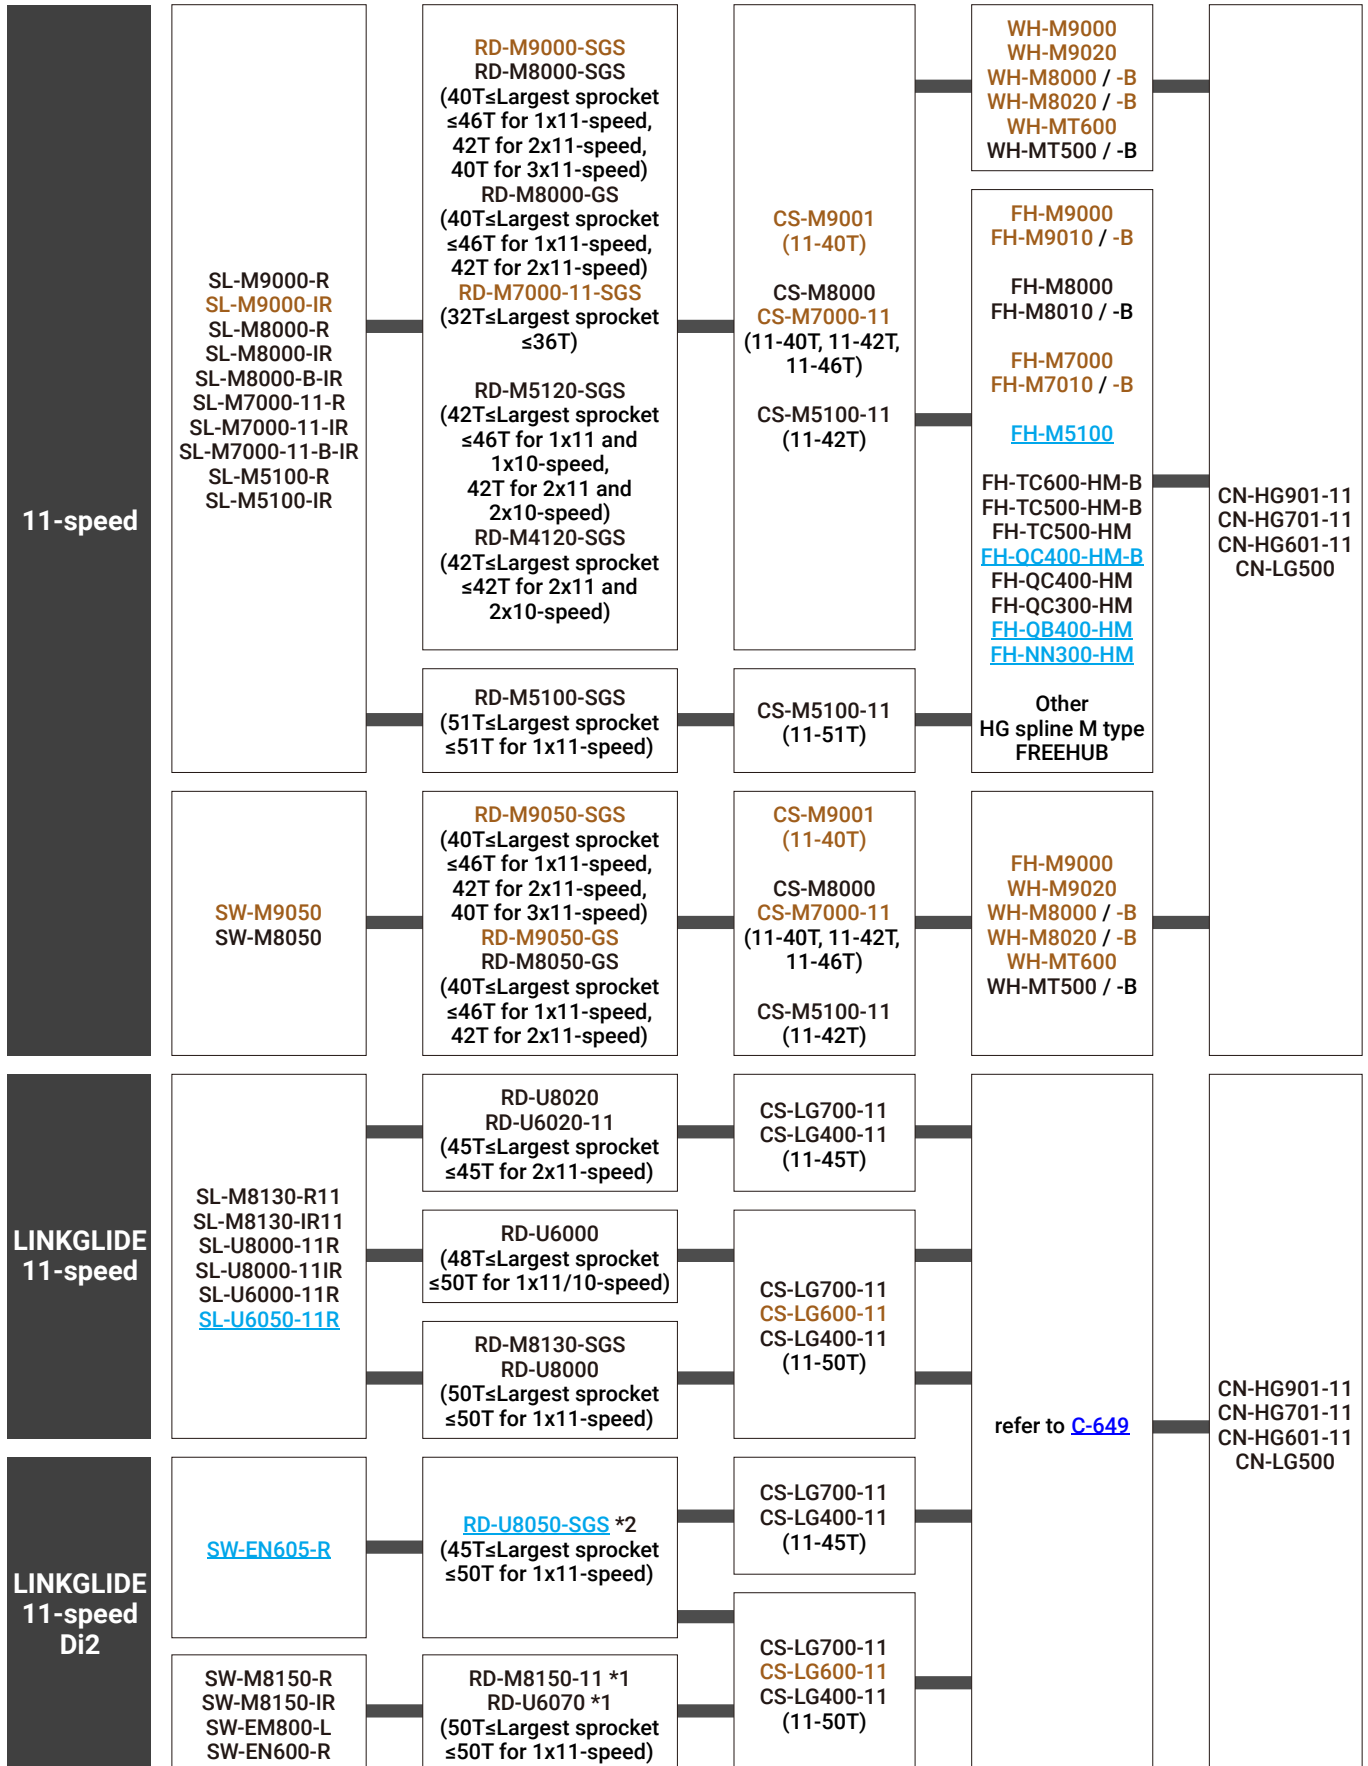 11-speed
SL-M9000-R
SL-M9000-IR
SL-M8000-R
SL-M8000-IR
SL-M8000-B-IR
SL-M7000-11-R
SL-M7000-11-IR
SL-M7000-11-B-IR
SL-M5100-R
SL-M5100-IR
RD-M9000-SGS
RD-M8000-SGS
(40T≤Largest sprocket
≤46T for 1x11-speed,
42T for 2x11-speed,
40T for 3x11-speed)
RD-M8000-GS
(40T≤Largest sprocket
≤46T for 1x11-speed,
42T for 2x11-speed)
RD-M7000-11-SGS
(32T≤Largest sprocket
≤36T)
RD-M5120-SGS
(42T≤Largest sprocket
≤46T for 1x11 and
1x10-speed,
42T for 2x11 and
2x10-speed)
RD-M4120-SGS
(42T≤Largest sprocket
≤42T for 2x11 and
2x10-speed)
CS-M9001
(11-40T)
CS-M8000
CS-M7000-11
(11-40T, 11-42T,
11-46T)
CS-M5100-11
(11-42T)
WH-M9000
WH-M9020
WH-M8000 / -B
WH-M8020 / -B
WH-MT600
WH-MT500 / -B
FH-M9000
FH-M9010 / -B
FH-M8000
FH-M8010 / -B
FH-M7000
FH-M7010 / -B
FH-M5100
FH-TC600-HM-B
FH-TC500-HM-B
FH-TC500-HM
FH-QC400-HM-B
FH-QC400-HM
FH-QC300-HM
FH-QB400-HM
FH-NN300-HM
Other
HG spline M type
FREEHUB
CN-HG901-11
CN-HG701-11
CN-HG601-11
CN-LG500
RD-M5100-SGS
(51T≤Largest sprocket
≤51T for 1x11-speed)
CS-M5100-11
(11-51T)
SW-M9050
SW-M8050
RD-M9050-SGS
(40T≤Largest sprocket
≤46T for 1x11-speed,
42T for 2x11-speed,
40T for 3x11-speed)
RD-M9050-GS
RD-M8050-GS
(40T≤Largest sprocket
≤46T for 1x11-speed,
42T for 2x11-speed)
CS-M9001
(11-40T)
CS-M8000
CS-M7000-11
(11-40T, 11-42T,
11-46T)
CS-M5100-11
(11-42T)
FH-M9000
WH-M9020
WH-M8000 / -B
WH-M8020 / -B
WH-MT600
WH-MT500 / -B
LINKGLIDE
11-speed
SL-M8130-R11
SL-M8130-IR11
SL-U8000-11R
SL-U8000-11IR
SL-U6000-11R
SL-U6050-11R
RD-U8020
RD-U6020-11
(45T≤Largest sprocket
≤45T for 2x11-speed)
CS-LG700-11
CS-LG400-11
(11-45T)
RD-U6000
(48T≤Largest sprocket
≤50T for 1x11/10-speed)
RD-M8130-SGS
RD-U8000
(50T≤Largest sprocket
≤50T for 1x11-speed)
CS-LG700-11
CS-LG600-11
CS-LG400-11
(11-50T)
refer to C-649
CN-HG901-11
CN-HG701-11
CN-HG601-11
CN-LG500
LINKGLIDE
11-speed
Di2
SW-EN605-R
RD-U8050-SGS *2
(45T≤Largest sprocket
≤50T for 1x11-speed)
CS-LG700-11
CS-LG400-11
(11-45T)
SW-M8150-R
SW-M8150-IR
SW-EM800-L
SW-EN600-R
RD-M8150-11 *1
RD-U6070 *1
(50T≤Largest sprocket
≤50T for 1x11-speed)
CS-LG700-11
CS-LG600-11
CS-LG400-11
(11-50T)